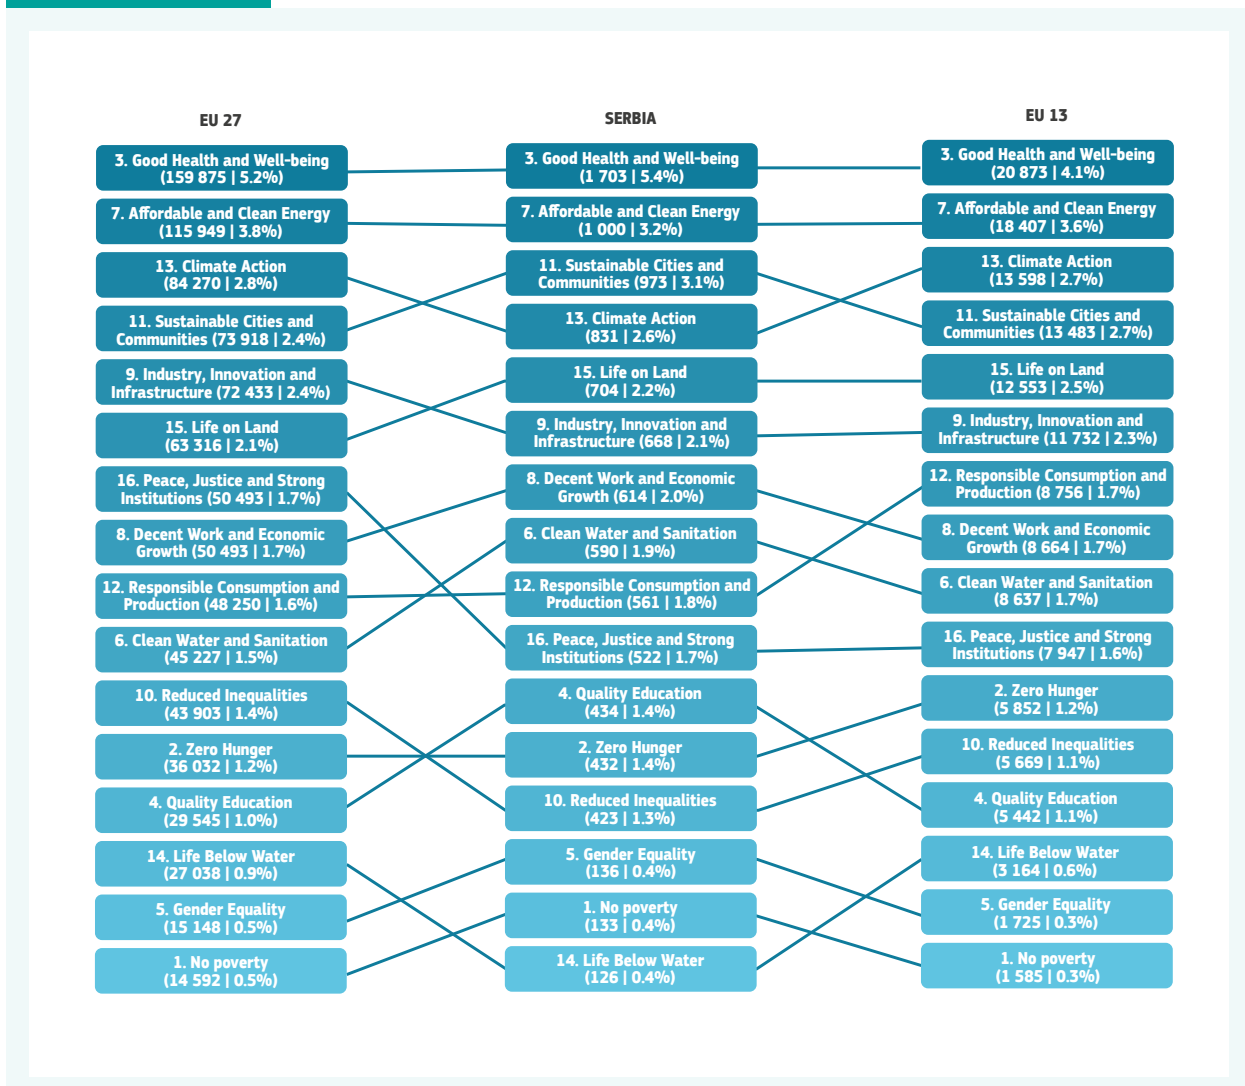 EU 27
3. Good Health and Well-being
(159 875 | 5.2%)
7. Affordable and Clean Energy
(115 949 | 3.8%)
13. Climate Action
(84 270 | 2.8%)
11. Sustainable Cities and
Communities (73 918 | 2.4%)
9. Industry, Innovation and
Infrastructure (72 433 | 2.4%)
15. Life on Land
(63 316 | 2.1%)
16. Peace, Justice and Strong
Institutions (50 493 | 1.7%)
8. Decent Work and Economic
Growth (50 493 | 1.7%)
12. Responsible Consumption and
Production (48 250 | 1.6%)
6. Clean Water and Sanitation
(45 227 | 1.5%)
10. Reduced Inequalities
(43 903 | 1.4%)
2. Zero Hunger
(36 032 | 1.2%)
4. Quality Education
(29 545 | 1.0%)
14. Life Below Water
(27 038 | 0.9%)
5. Gender Equality
(15 148 | 0.5%)
1. No poverty
(14 592 | 0.5%)
SERBIA
3. Good Health and Well-being
(1 703 | 5.4%)
7. Affordable and Clean Energy
(1 000 | 3.2%)
11. Sustainable Cities and
Communities (973 | 3.1%)
13. Climate Action
(831 | 2.6%)
15. Life on Land
(704 | 2.2%)
9. Industry, Innovation and
Infrastructure (668 | 2.1%)
8. Decent Work and Economic
Growth (614 | 2.0%)
6. Clean Water and Sanitation
(590 | 1.9%)
12. Responsible Consumption and
Production (561 | 1.8%)
16. Peace, Justice and Strong
Institutions (522 | 1.7%)
4. Quality Education
(434 | 1.4%)
2. Zero Hunger
(432 | 1.4%)
10. Reduced Inequalities
(423 | 1.3%)
5. Gender Equality
(136 | 0.4%)
1. No poverty
(133 | 0.4%)
14. Life Below Water
(126 | 0.4%)
EU 13
3. Good Health and Well-being
(20 873 | 4.1%)
7. Affordable and Clean Energy
(18 407 | 3.6%)
13. Climate Action
(13 598 | 2.7%)
11. Sustainable Cities and
Communities (13 483 | 2.7%)
15. Life on Land
(12 553 | 2.5%)
9. Industry, Innovation and
Infrastructure (11 732 | 2.3%)
12. Responsible Consumption and
Production (8 756 | 1.7%)
8. Decent Work and Economic
Growth (8 664 | 1.7%)
6. Clean Water and Sanitation
(8 637 | 1.7%)
16. Peace, Justice and Strong
Institutions (7 947 | 1.6%)
2. Zero Hunger
(5 852 | 1.2%)
10. Reduced Inequalities
(5 669 | 1.1%)
4. Quality Education
(5 442 | 1.1%)
14. Life Below Water
(3 164 | 0.6%)
5. Gender Equality
(1 725 | 0.3%)
1. No poverty
(1 585 | 0.3%)